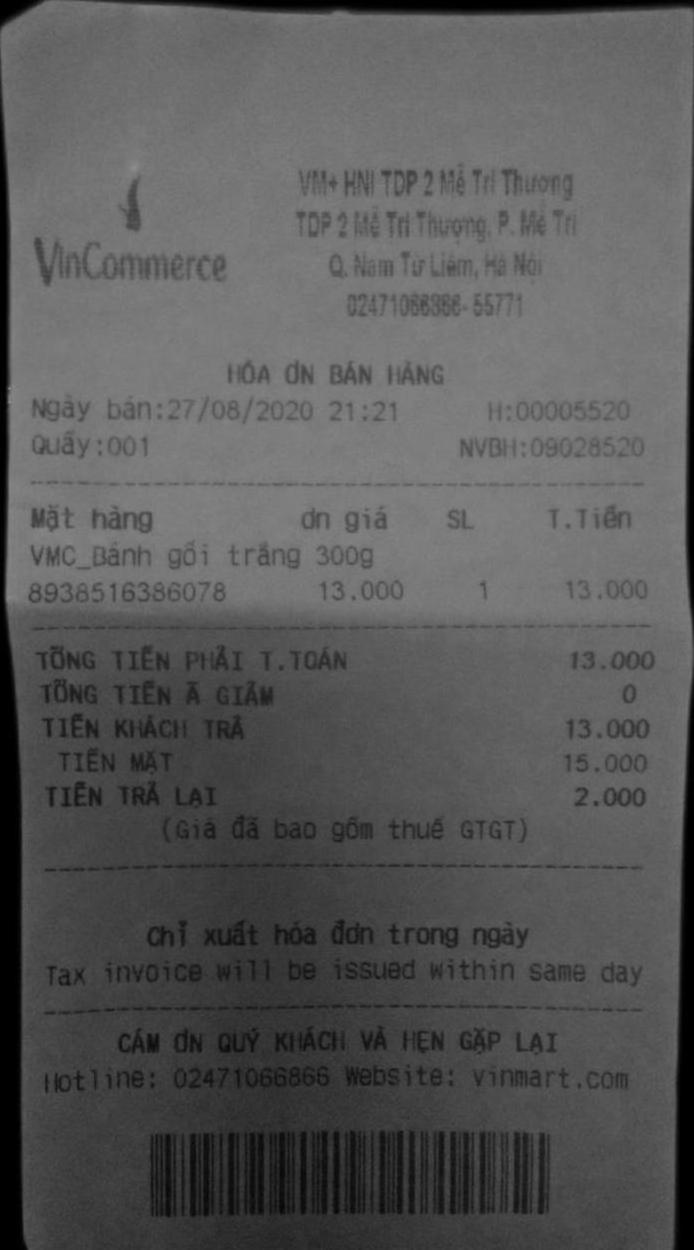 VinCommerce
VM+ HNI TDP 2 Mễ Trì Thượng
TDP 2 Mễ Trì Thượng, P. Mễ Trì
Q. Nam Từ Liêm, Hà Nội
02471066866-55771
HÓA ƠN BÁN HÀNG
Ngày bán:27/08/2020 21:21 H:00005520
Quầy:001 NVBH:09028520
Mặt hàng ơn giá SL T.Tiền
VMC_Bánh gối trắng 300g
8938516386078 13.000 1 13.000
TỔNG TIỀN PHẢI T.TOÁN 13.000
TỔNG TIỀN Ã GIẢM 0
TIỀN KHÁCH TRẢ 13.000
TIỀN MẶT 15.000
TIỀN TRẢ LẠI 2.000
(Giá đã bao gồm thuế GTGT)
Chỉ xuất hóa đơn trong ngày
Tax invoice will be issued within same day
CẢM ƠN QUÝ KHÁCH VÀ HẸN GẶP LẠI
Hotline: 02471066866 Website: vinmart.com